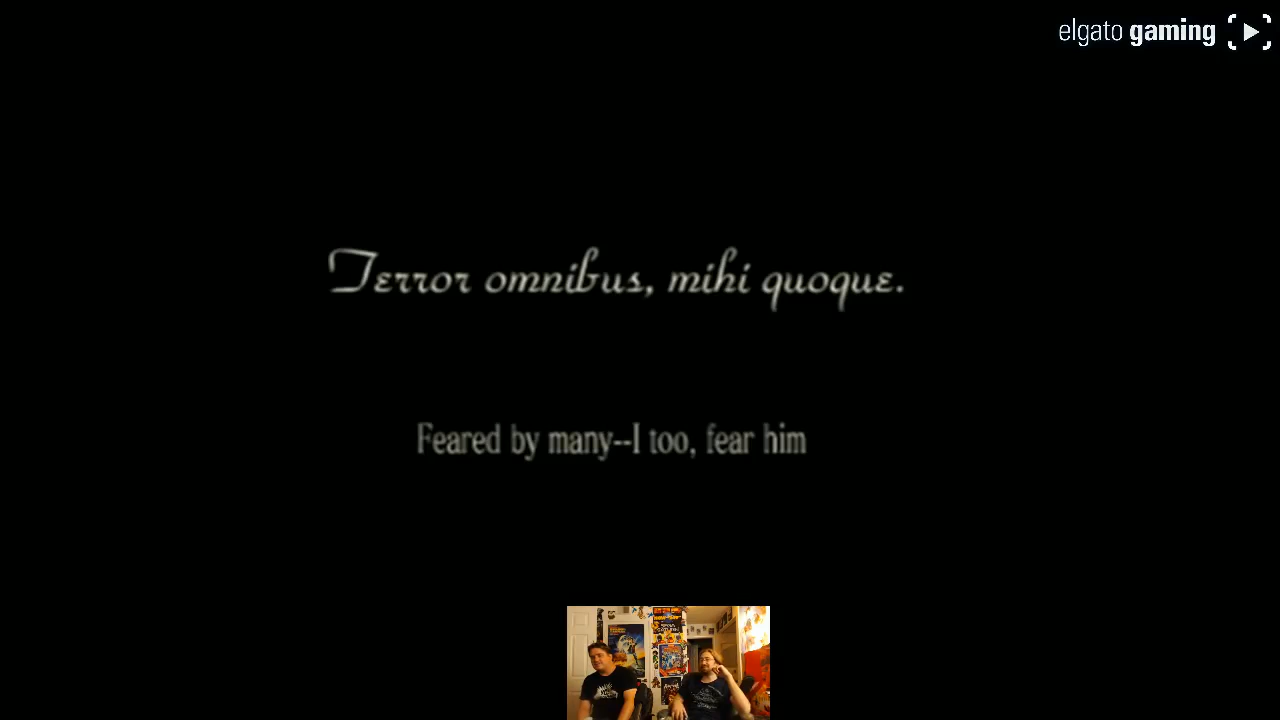 elgato gaming
Terror omnibus, mihi quoque.
Feared by many--I too, fear him